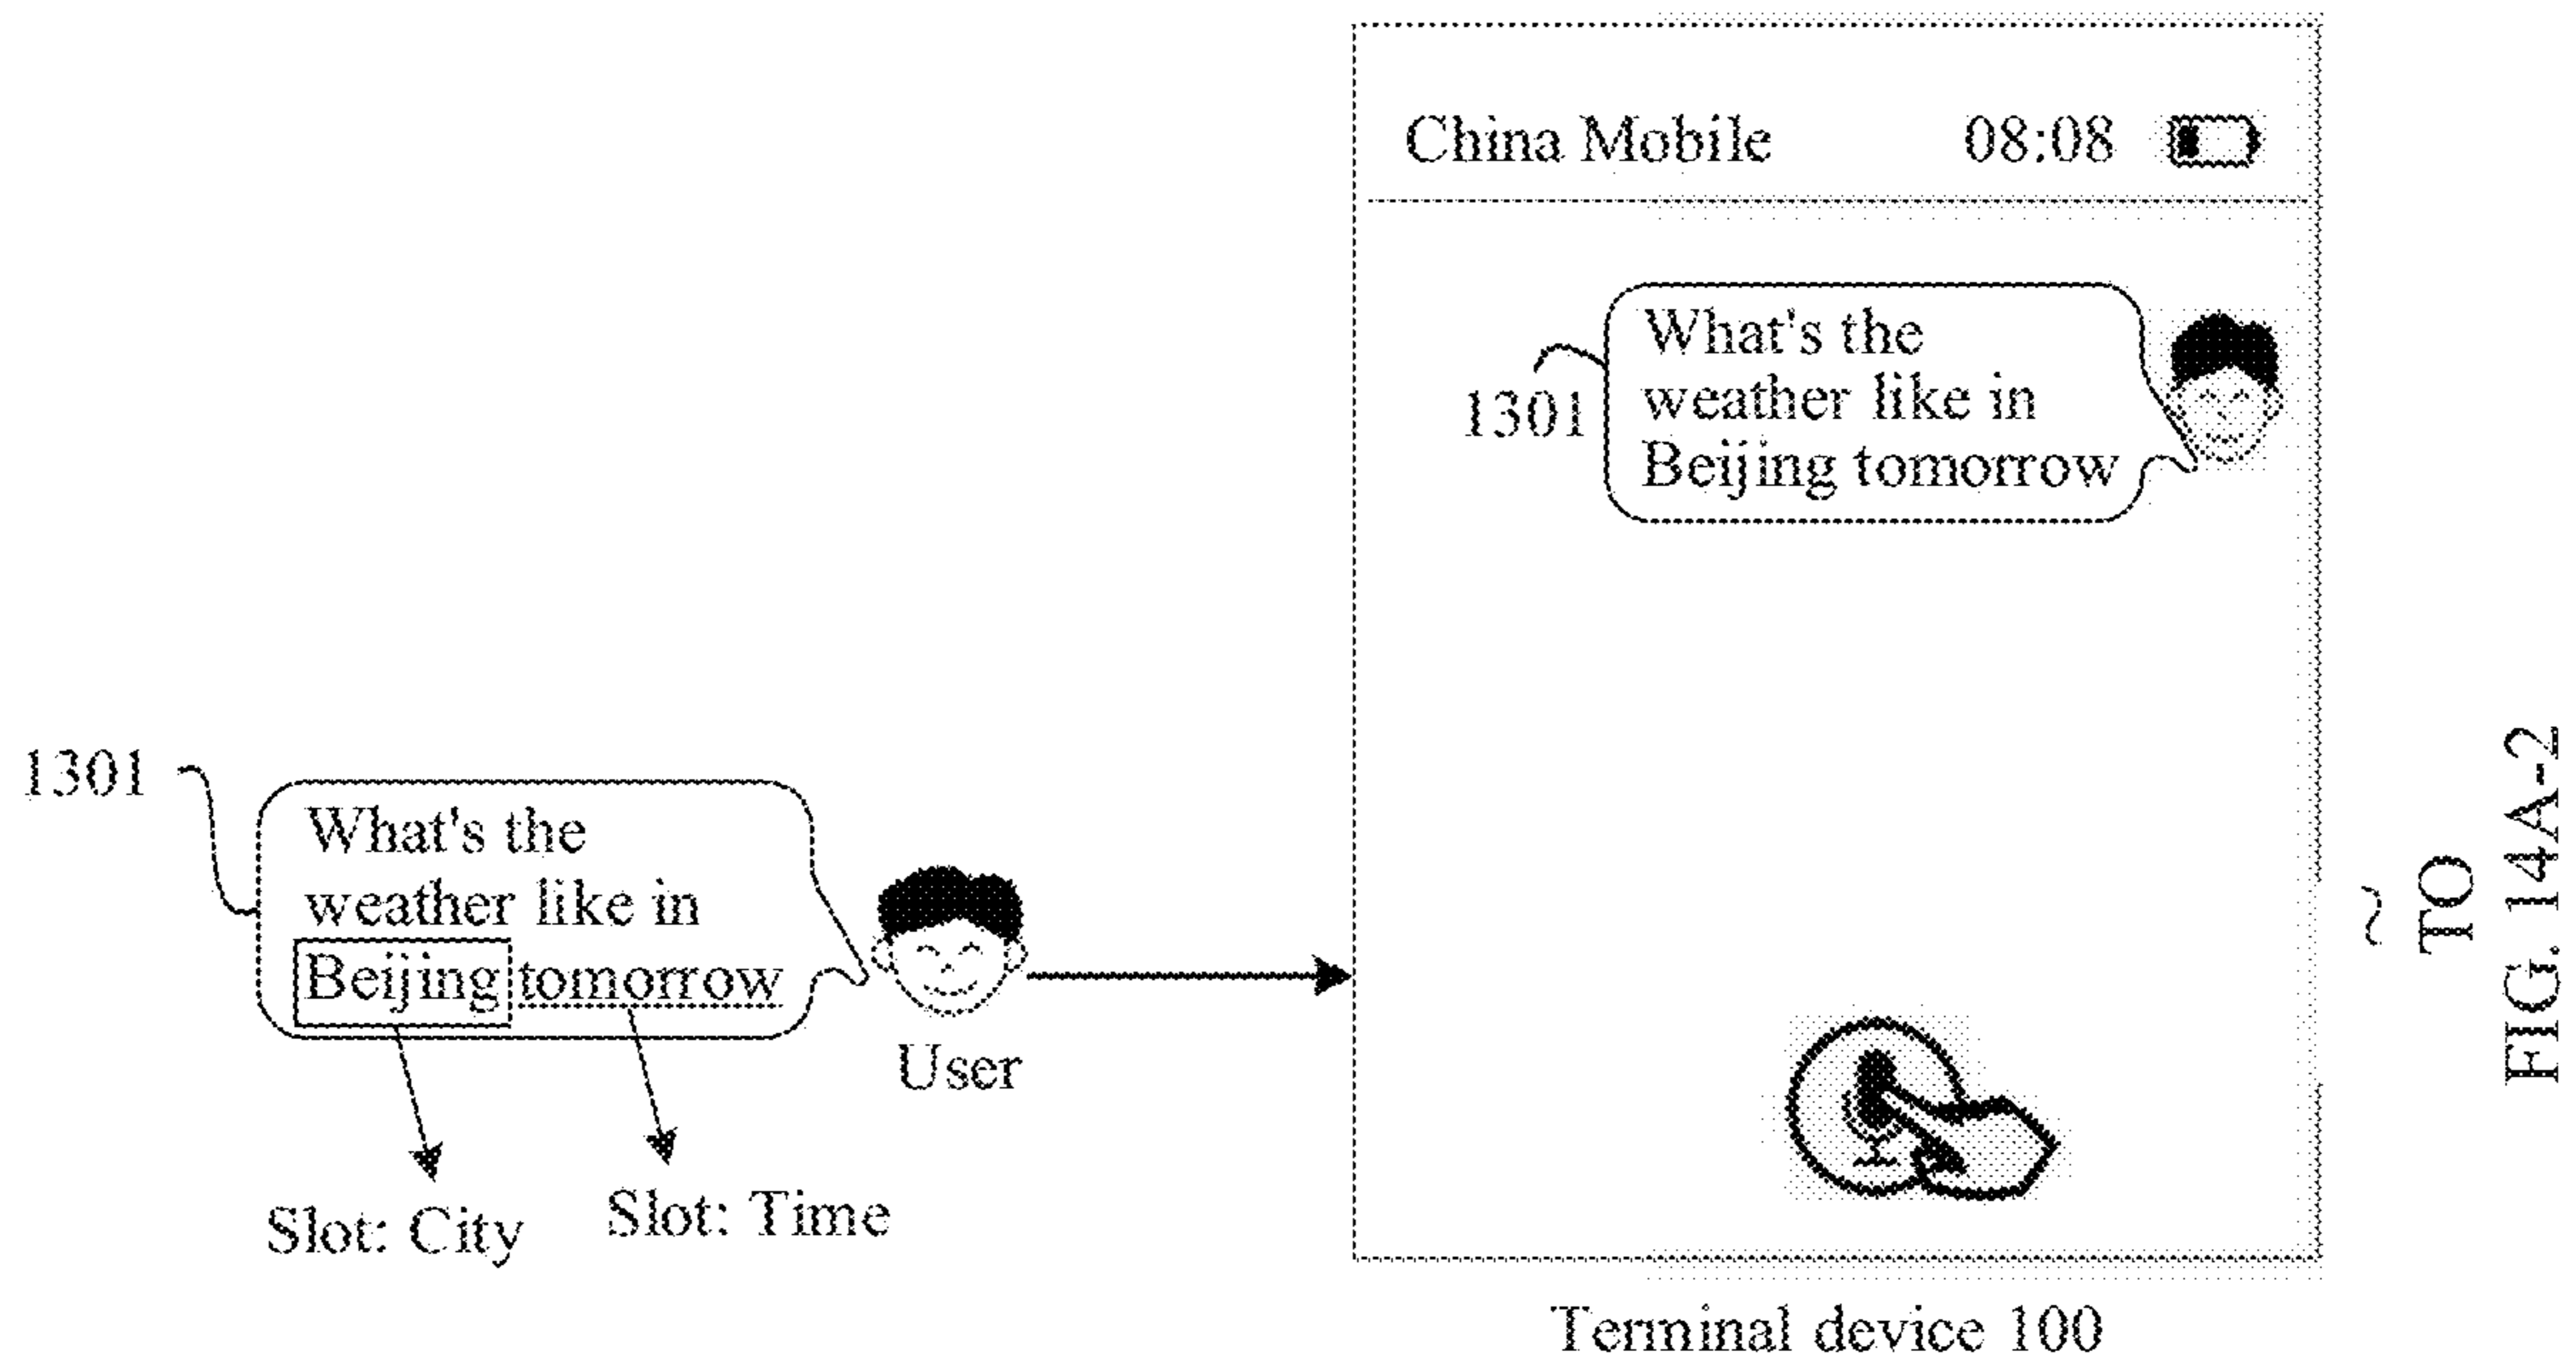 1301
What's the
weather like in
Beijing tomorrow
User
Slot: City
Slot: Time
China Mobile 08:08
1301
What's the
weather like in
Beijing tomorrow
Terminal device 100
TO
FIG. 14A-2